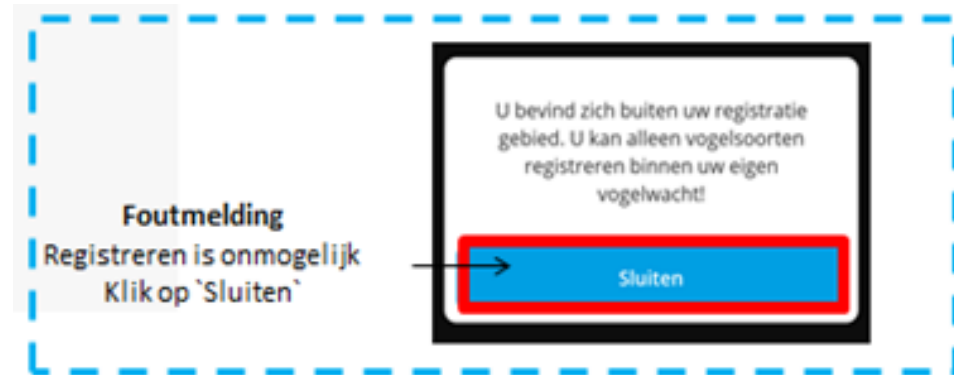 Foutmelding
Registreren is onmogelijk
Klik op `Sluiten`
U bevind zich buiten uw registratie
gebied. U kan alleen vogelsoorten
registreren binnen uw eigen
vogelwacht!
Sluiten